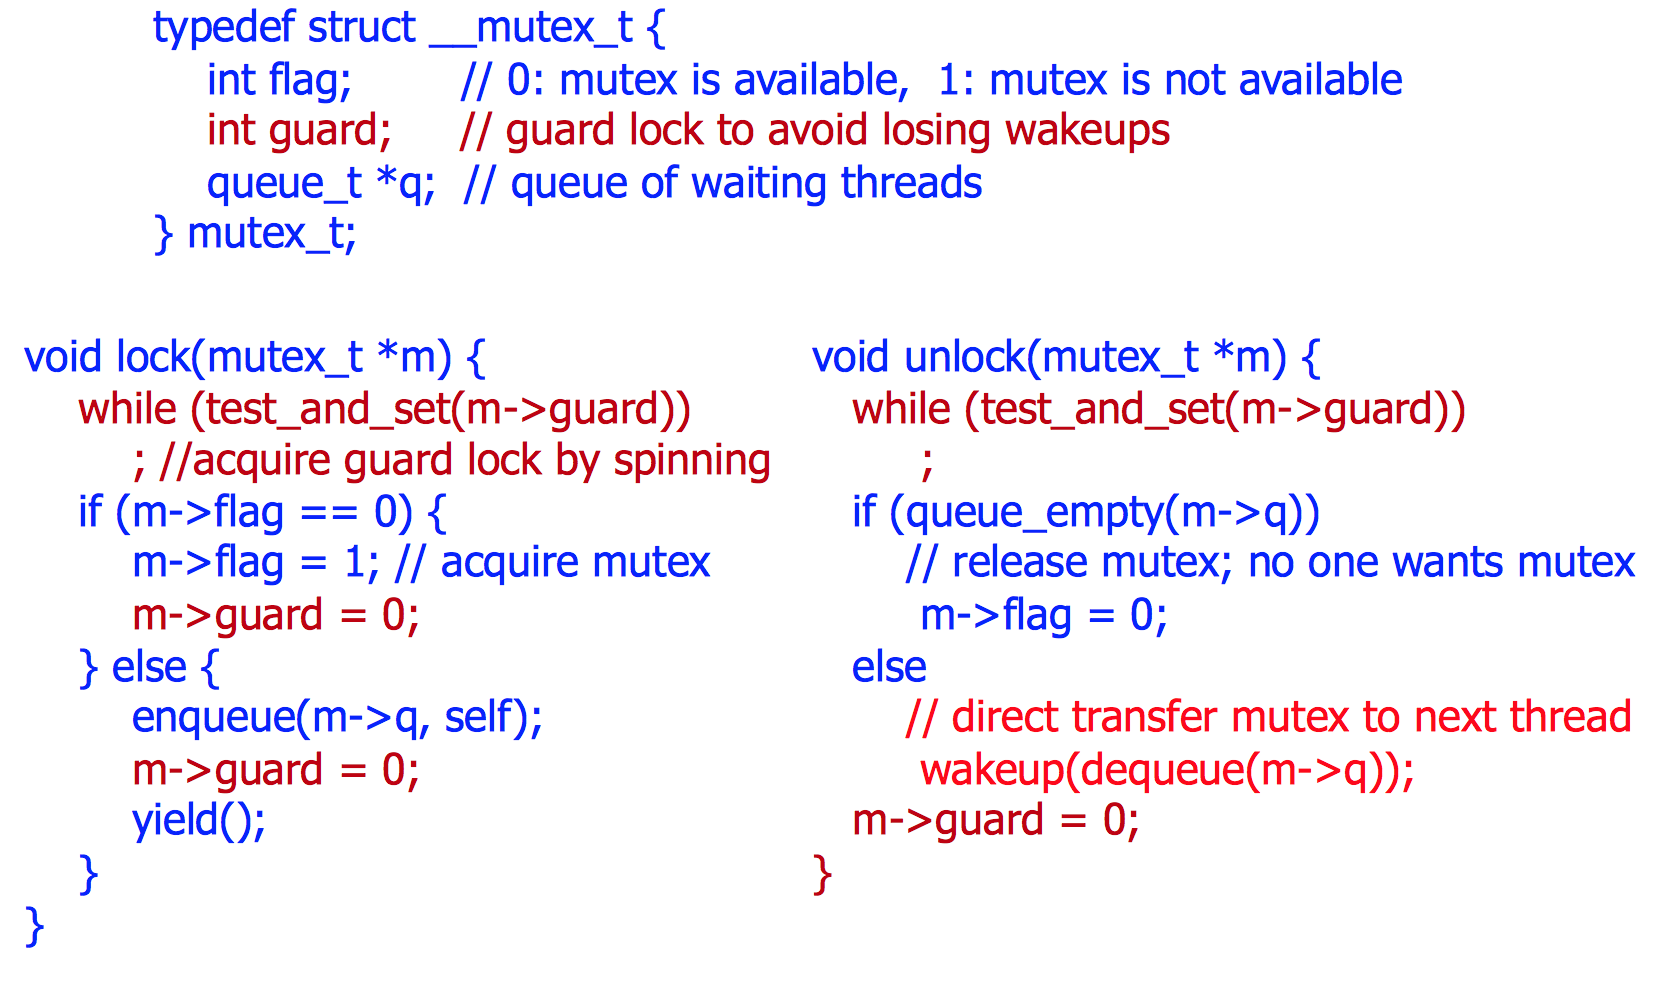 typedef struct __mutex_t {
int flag; // 0: mutex is available, 1: mutex is not available
int guard; // guard lock to avoid losing wakeups
queue_t *q; // queue of waiting threads
} mutex_t;
void lock(mutex_t *m) {
while (test_and_set(m->guard))
; //acquire guard lock by spinning
if (m->flag == 0) {
m->flag = 1; // acquire mutex
m->guard = 0;
} else {
enqueue(m->q, self);
m->guard = 0;
yield();
}
}
void unlock(mutex_t *m) {
while (test_and_set(m->guard))
;
if (queue_empty(m->q))
// release mutex; no one wants mutex
m->flag = 0;
else
// direct transfer mutex to next thread
wakeup(dequeue(m->q));
m->guard = 0;
}